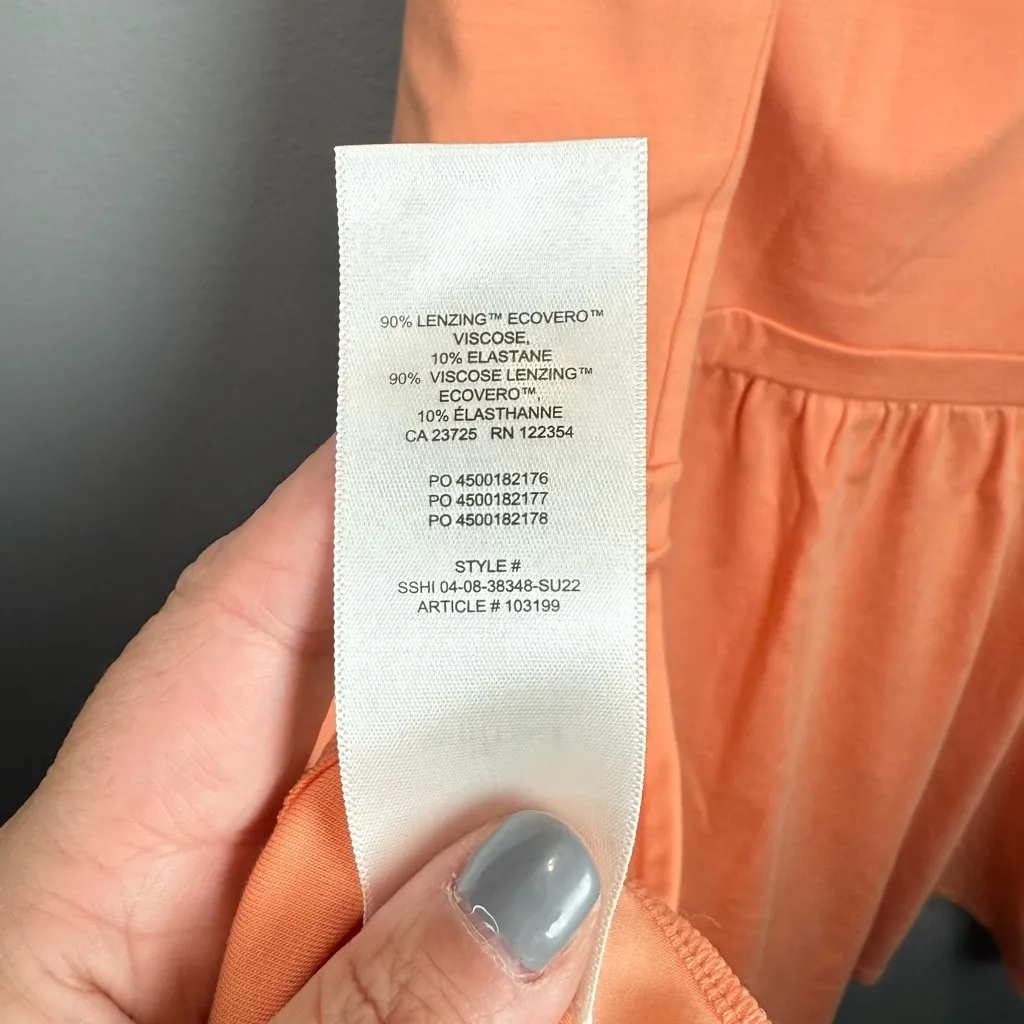 90% LENZING™ ECOVERO™
VISCOSE,
10% ELASTANE
90% VISCOSE LENZING™
ECOVERO™,
10% ÉLASTHANNE
CA 23725 RN 122354
PO 4500182176
PO 4500182177
PO 4500182178
STYLE #
SSHI 04-08-38348-SU22
ARTICLE # 103199